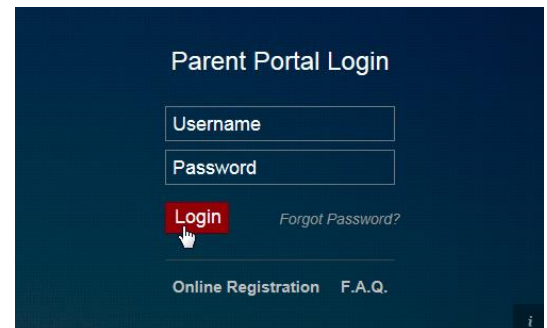 Parent Portal Login
Username
Password
Login Forgot Password?
Online Registration F.A.Q.
i